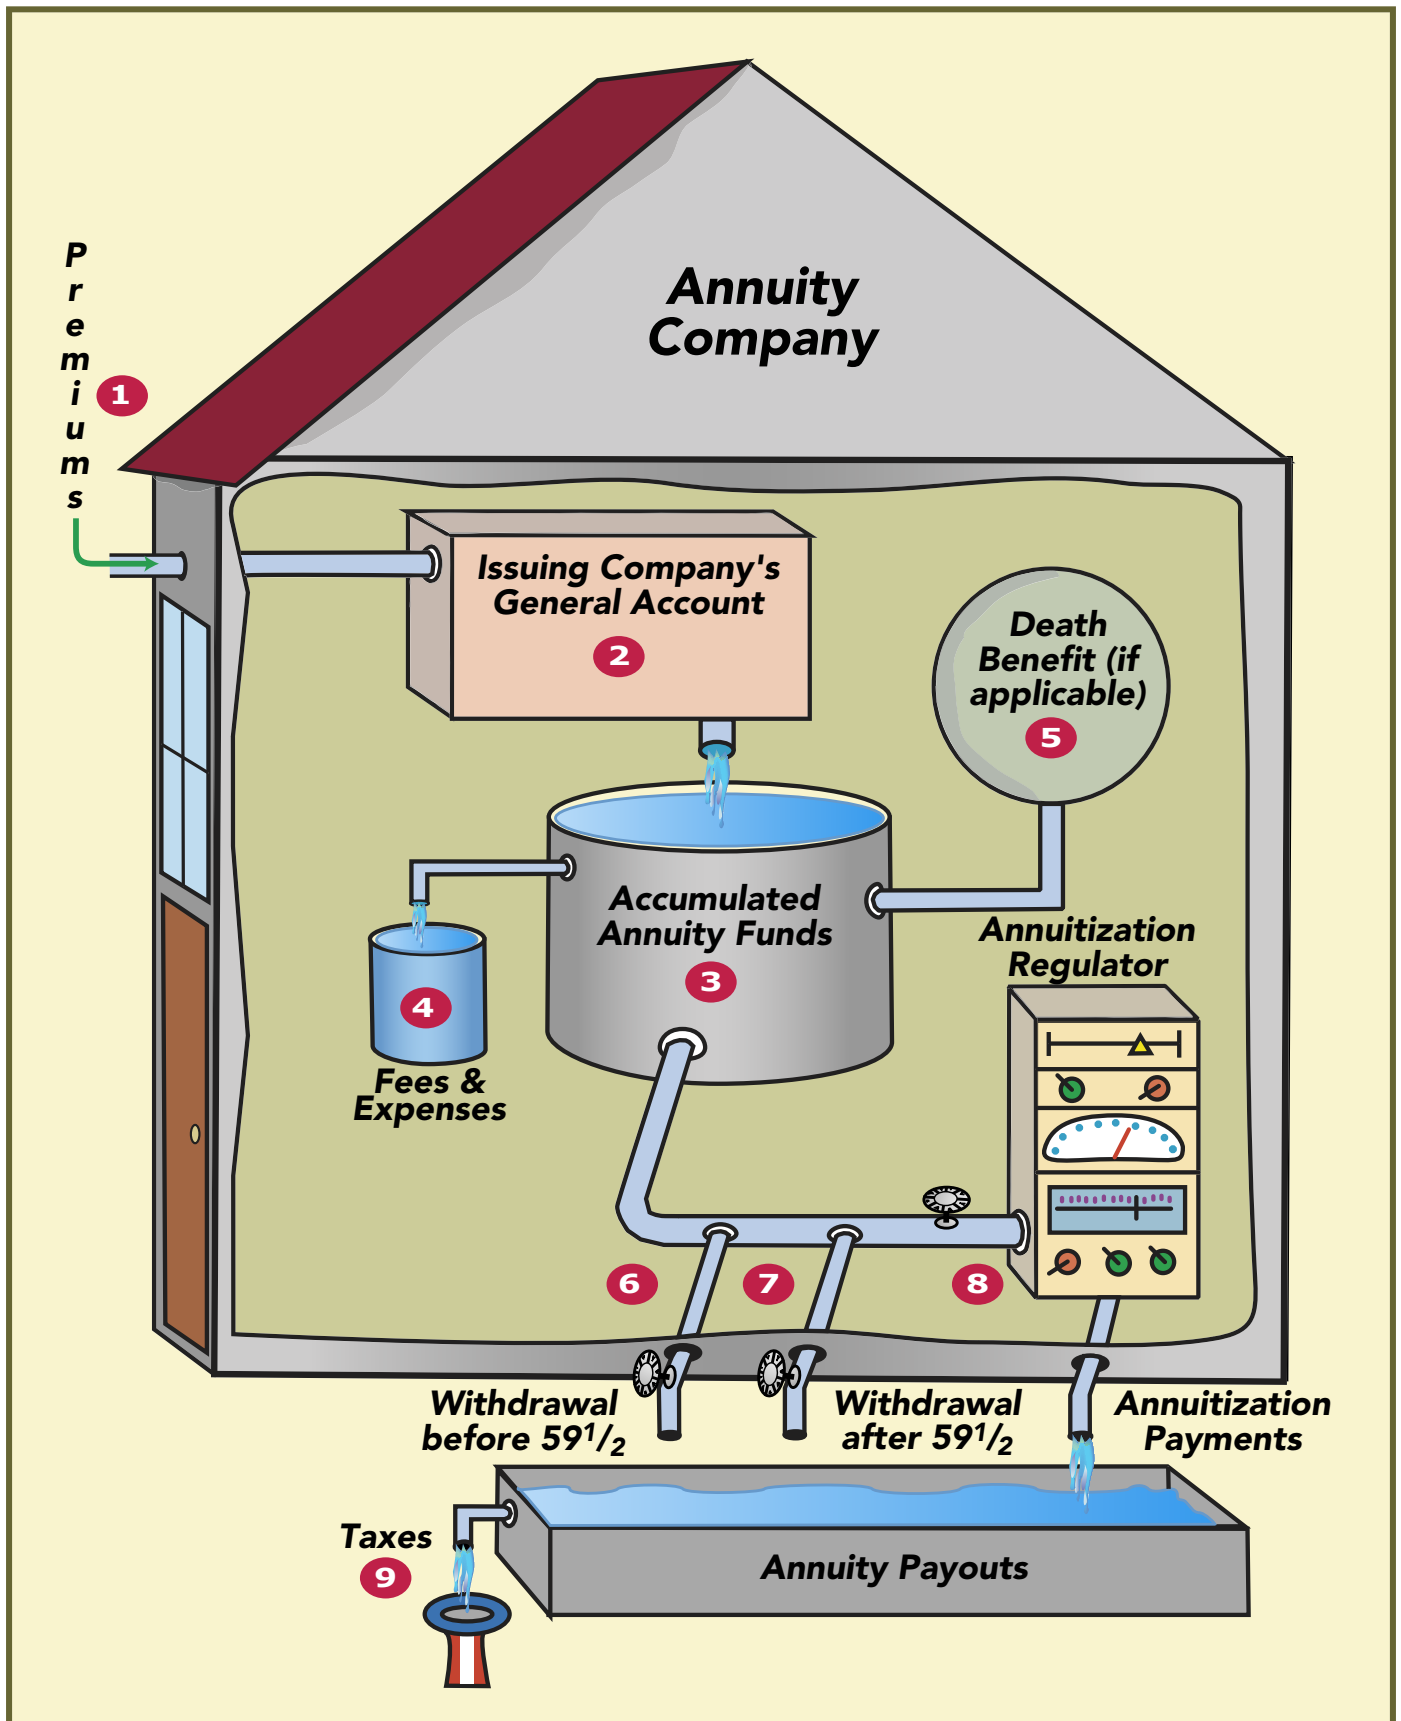 Annuity
Company
Premiums
1
Issuing Company's
General Account
2
Death
Benefit (if
applicable)
5
Accumulated
Annuity Funds
3
Annuitization
Regulator
4
Fees &
Expenses
6
7
8
Withdrawal
before 59¹/₂
Withdrawal
after 59¹/₂
Annuitization
Payments
Taxes
9
Annuity Payouts